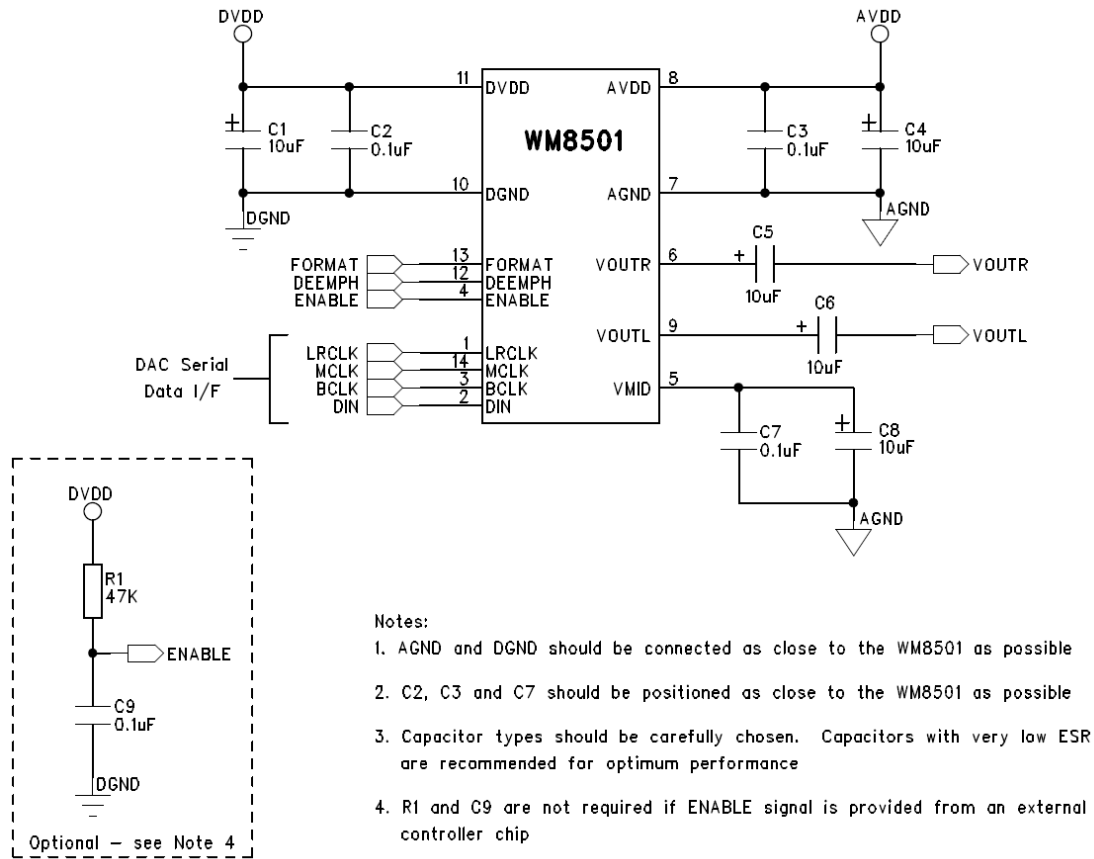 DVDD
AVDD
11
DVDD
AVDD
8
WM8501
C1
10uF
C2
0.1uF
C3
0.1uF
C4
10uF
10
DGND
AGND
7
DGND
AGND
FORMAT
13
FORMAT
DEEMPH
12
DEEMPH
ENABLE
4
ENABLE
VOUTR
6
+
C5
10uF
VOUTR
VOUTL
9
+
C6
10uF
VOUTL
DAC Serial
Data I/F
LRCLK
1
LRCLK
MCLK
14
MCLK
BCLK
3
BCLK
DIN
2
DIN
VMID
5
C7
0.1uF
C8
10uF
AGND
DVDD
R1
47K
ENABLE
C9
0.1uF
DGND
Optional – see Note 4
Notes:
1. AGND and DGND should be connected as close to the WM8501 as possible
2. C2, C3 and C7 should be positioned as close to the WM8501 as possible
3. Capacitor types should be carefully chosen. Capacitors with very low ESR
are recommended for optimum performance
4. R1 and C9 are not required if ENABLE signal is provided from an external
controller chip